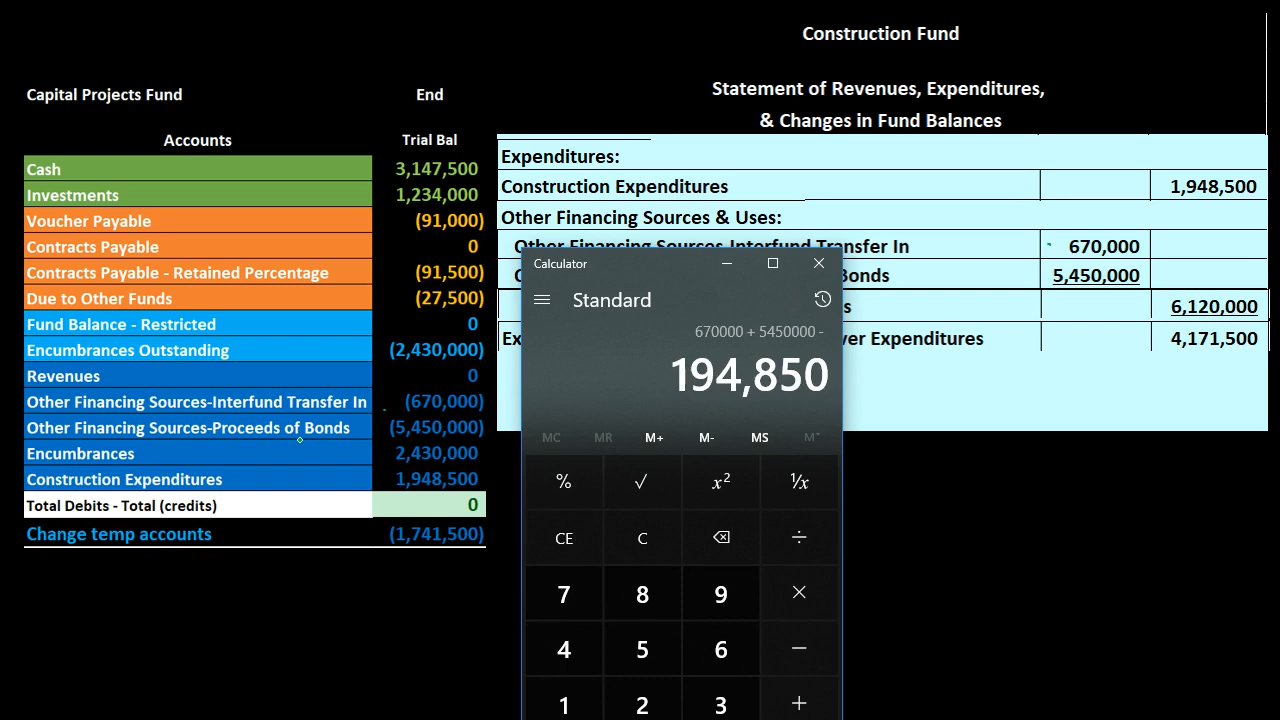 Construction Fund
Capital Projects Fund End
Statement of Revenues, Expenditures,
& Changes in Fund Balances
Accounts Trial Bal
Cash 3,147,500
Investments 1,234,000
Voucher Payable (91,000)
Contracts Payable 0
Contracts Payable - Retained Percentage (91,500)
Due to Other Funds (27,500)
Fund Balance - Restricted 0
Encumbrances Outstanding (2,430,000)
Revenues 0
Other Financing Sources-Interfund Transfer In (670,000)
Other Financing Sources-Proceeds of Bonds (5,450,000)
Encumbrances 2,430,000
Construction Expenditures 1,948,500
Total Debits - Total (credits) 0
Change temp accounts (1,741,500)
Expenditures:
Construction Expenditures 1,948,500
Other Financing Sources & Uses:
Other Financing Sources-Interfund Transfer In 670,000
Bonds 5,450,000
6,120,000
er Expenditures 4,171,500
Calculator
Standard
670000 + 5450000 -
194,850
MC MR M+ M- MS M˅
% √ x² ¹/x
CE C ⌫ ÷
7 8 9 ×
4 5 6 −
1 2 3 +